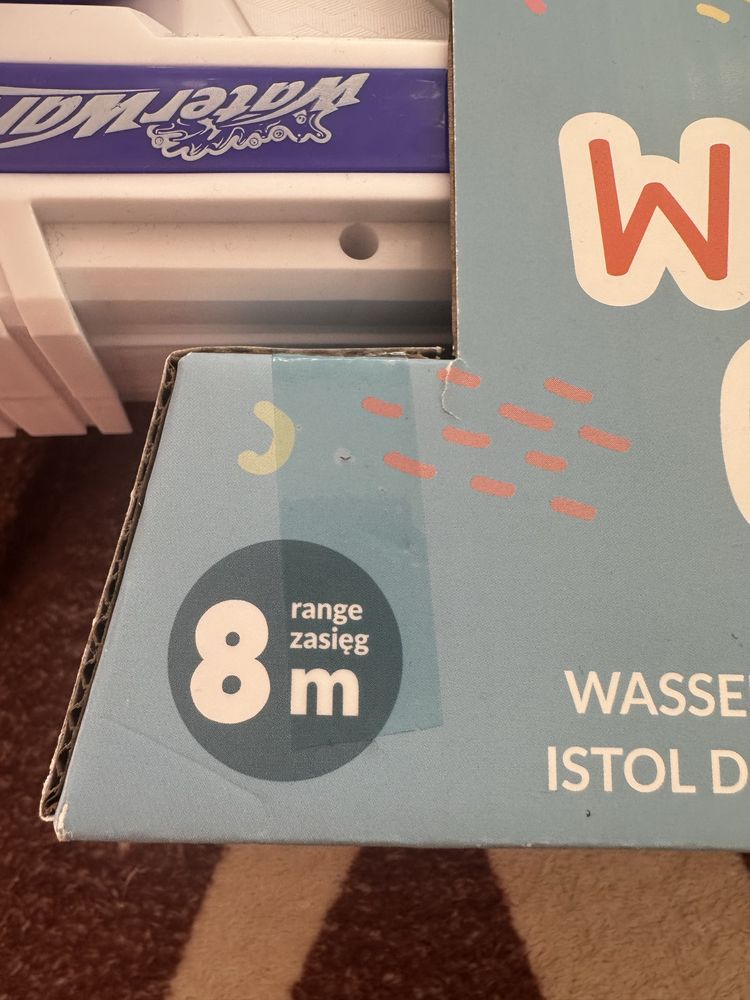 WaterWar
W
8
range
zasięg
m
WASSE
ISTOL D